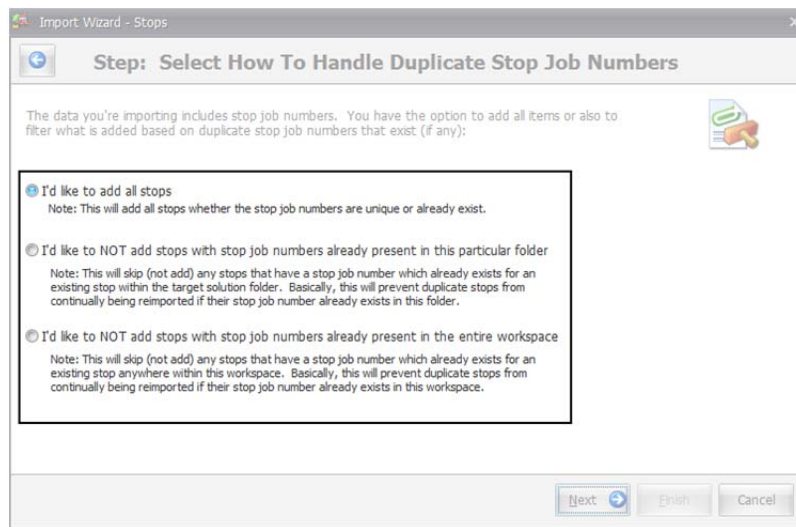 Import Wizard - Stops
Step: Select How To Handle Duplicate Stop Job Numbers
The data you're importing includes stop job numbers. You have the option to add all items or also to
filter what is added based on duplicate stop job numbers that exist (if any):
I'd like to add all stops
Note: This will add all stops whether the stop job numbers are unique or already exist.
I'd like to NOT add stops with stop job numbers already present in this particular folder
Note: This will skip (not add) any stops that have a stop job number which already exists for an
existing stop within the target solution folder. Basically, this will prevent duplicate stops from
continually being reimported if their stop job number already exists in this folder.
I'd like to NOT add stops with stop job numbers already present in the entire workspace
Note: This will skip (not add) any stops that have a stop job number which already exists for an
existing stop anywhere within this workspace. Basically, this will prevent duplicate stops from
continually being reimported if their stop job number already exists in this workspace.
Next Finish Cancel